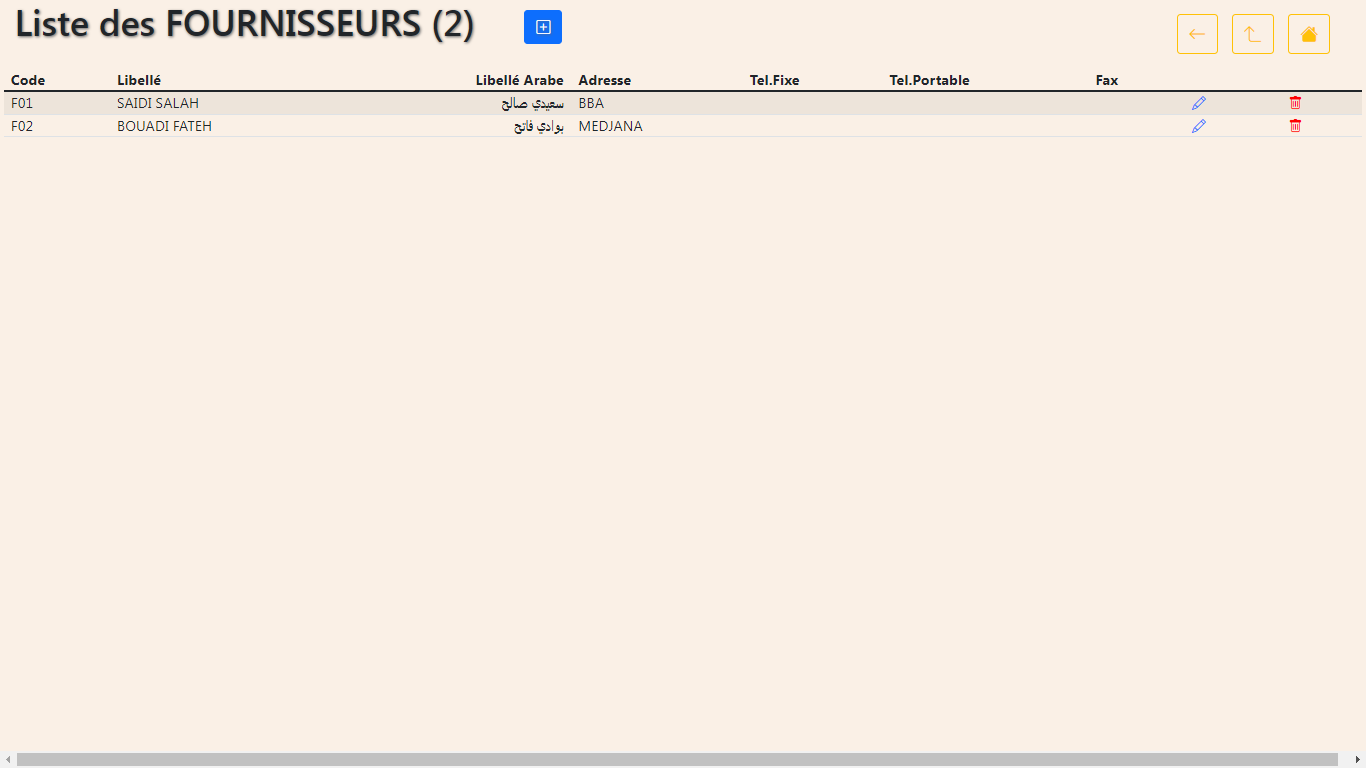 Liste des FOURNISSEURS (2)
Code Libellé Libellé Arabe Adresse Tel.Fixe Tel.Portable Fax
F01 SAIDI SALAH سعيدي صالح BBA
F02 BOUADI FATEH بوادي فاتح MEDJANA